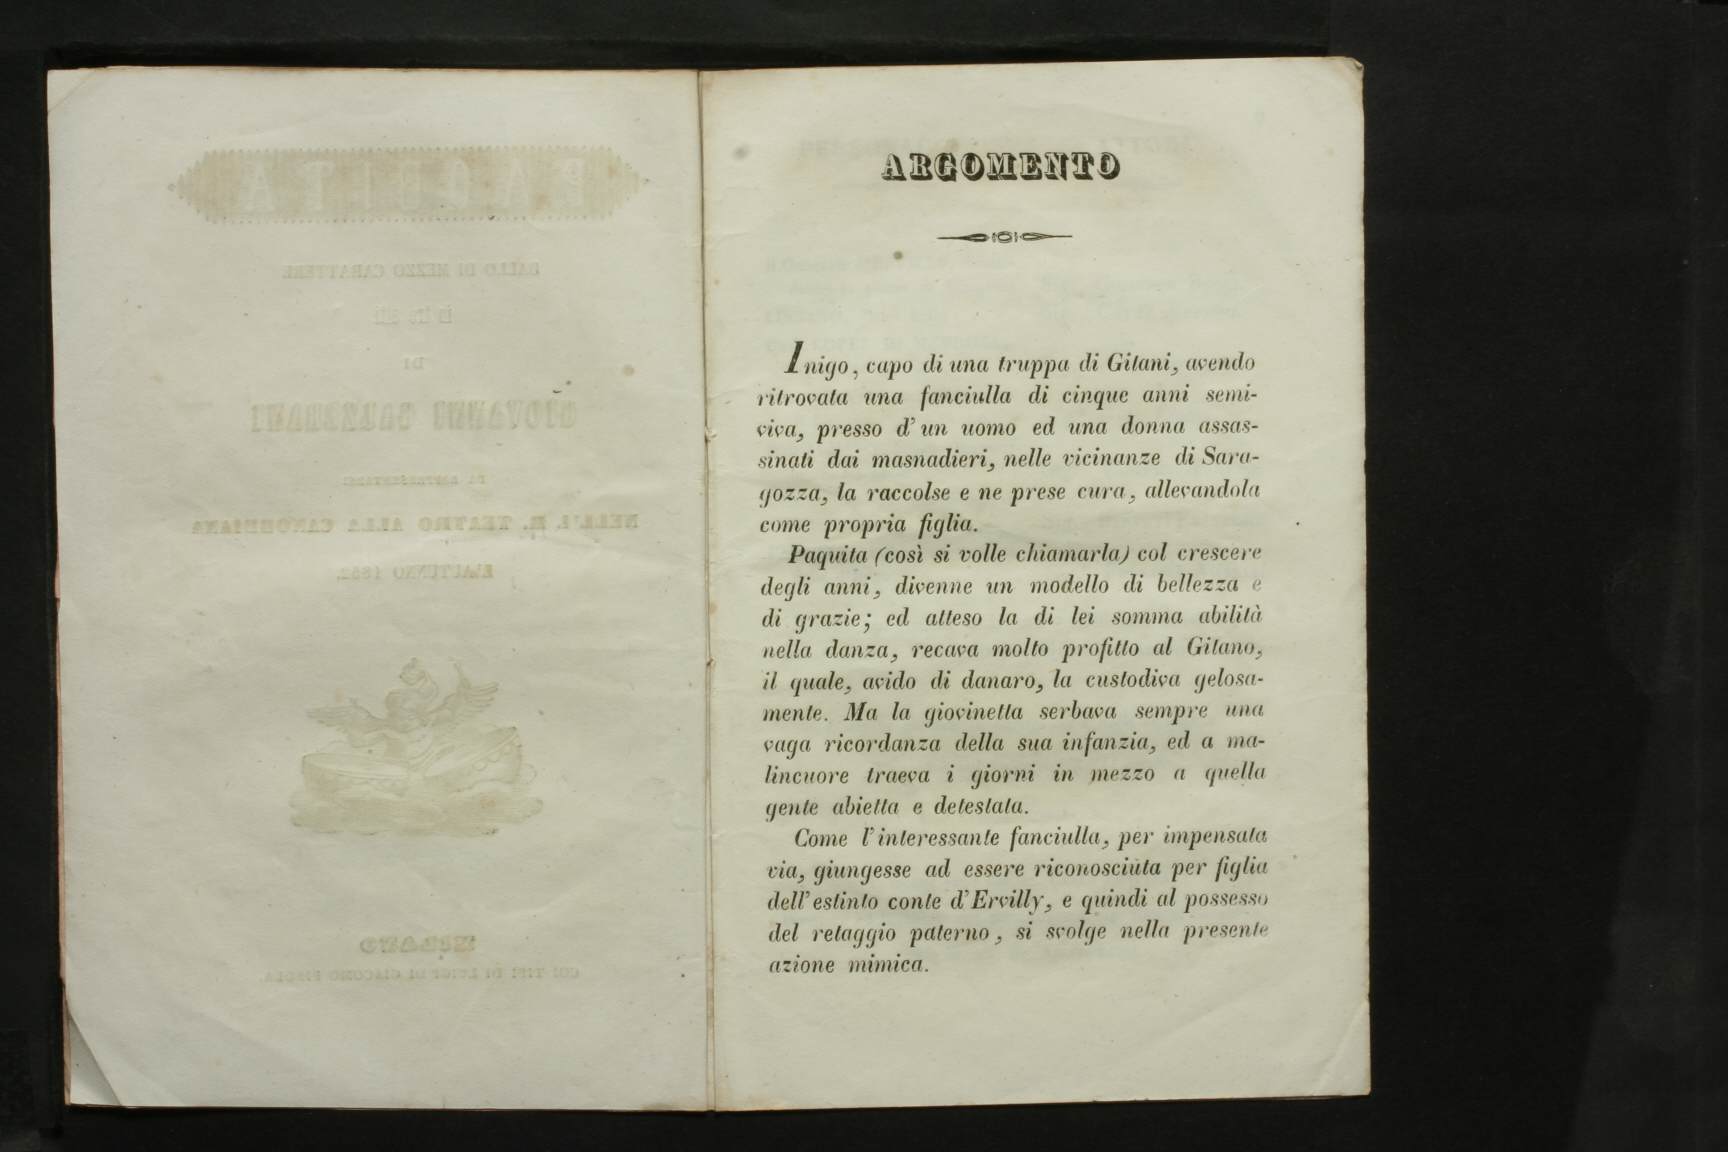 ARGOMENTO
Inigo, capo di una truppa di Gitani, avendo
ritrovata una fanciulla di cinque anni semi-
viva, presso d' un uomo ed una donna assas-
sinati dai masnadieri, nelle vicinanze di Sara-
gozza, la raccolse e ne prese cura, allevandola
come propria figlia.
Paquita (così si volle chiamarla) col crescere
degli anni, divenne un modello di bellezza e
di grazie; ed atteso la di lei somma abilità
nella danza, recava molto profitto al Gitano,
il quale, avido di danaro, la custodiva gelosa-
mente. Ma la giovinetta serbava sempre una
vaga ricordanza della sua infanzia, ed a ma-
lincuore traeva i giorni in mezzo a quella
gente abietta e detestata.
Come l' interessante fanciulla, per impensata
via, giungesse ad essere riconosciuta per figlia
dell' estinto conte d' Ervilly, e quindi al possesso
del retaggio paterno, si svolge nella presente
azione mimica.